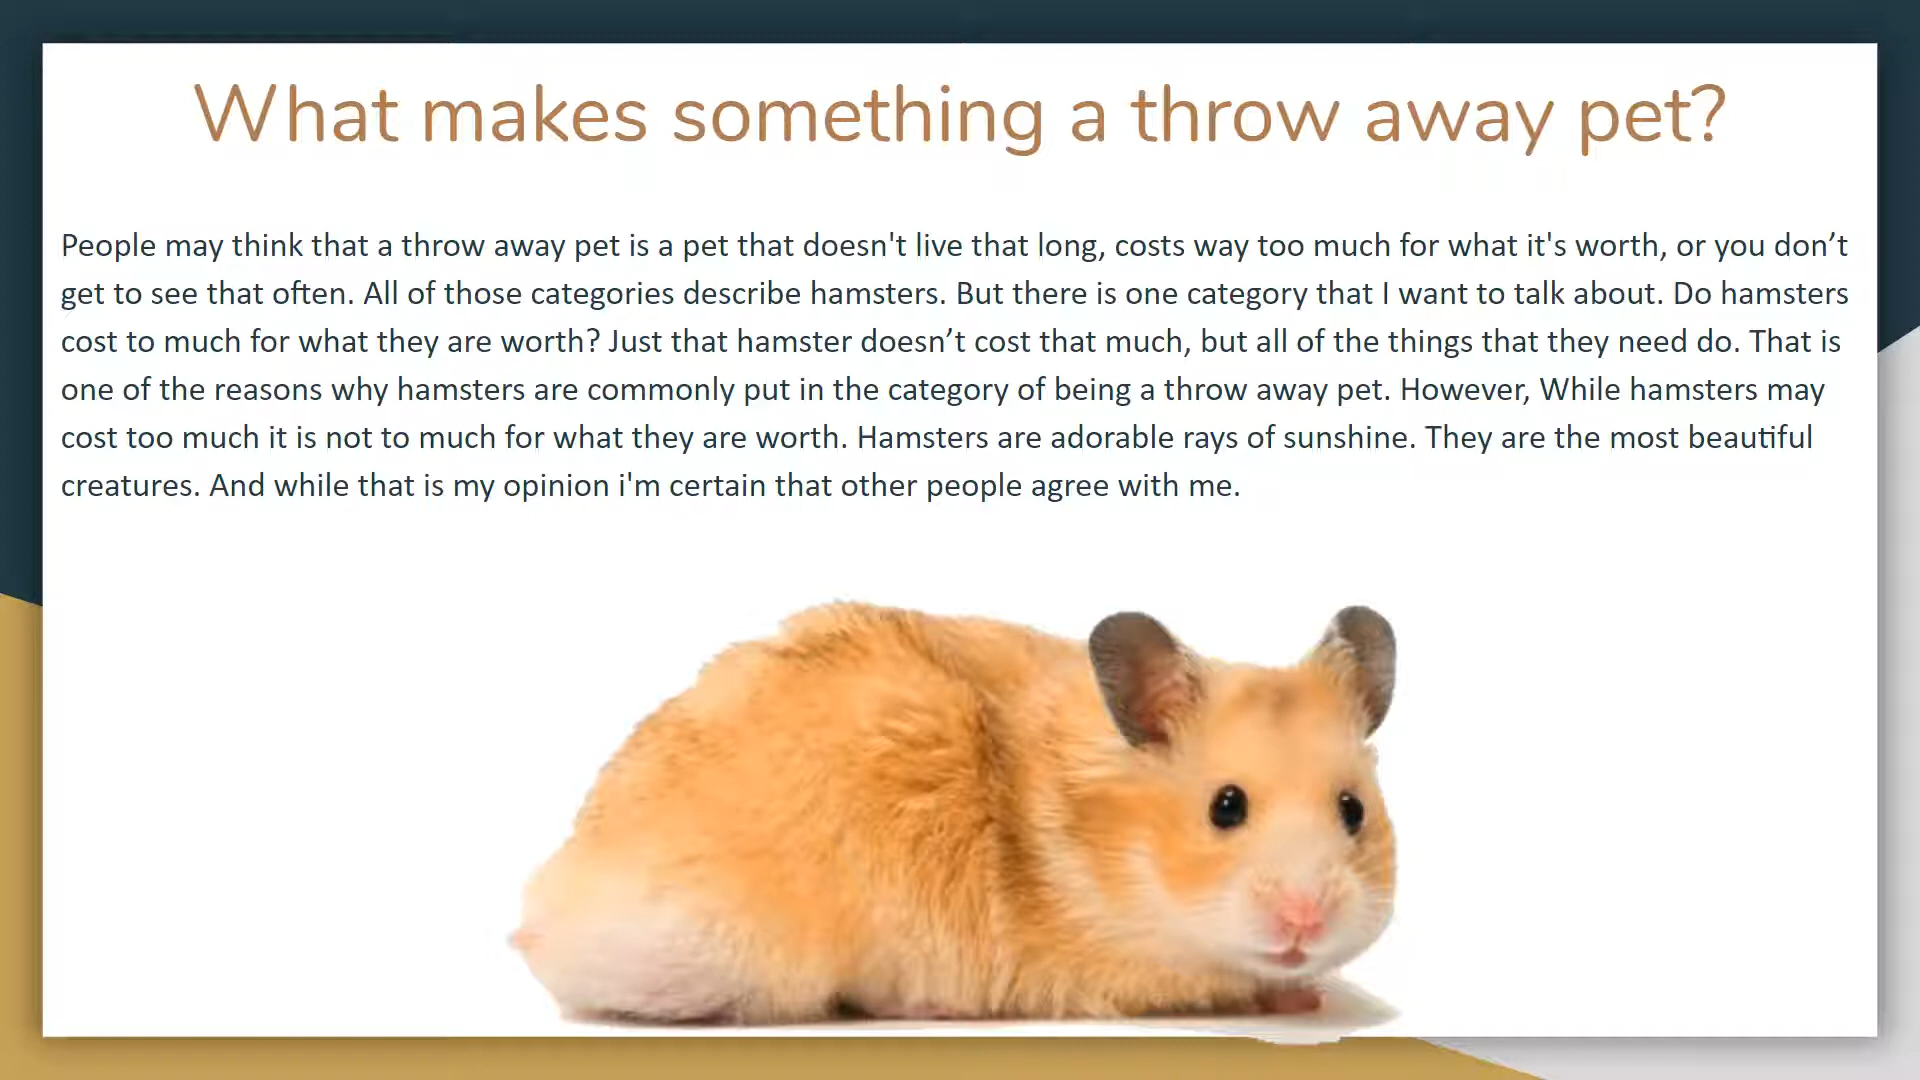 What makes something a throw away pet?
People may think that a throw away pet is a pet that doesn't live that long, costs way too much for what it's worth, or you don’t
get to see that often. All of those categories describe hamsters. But there is one category that I want to talk about. Do hamsters
cost to much for what they are worth? Just that hamster doesn’t cost that much, but all of the things that they need do. That is
one of the reasons why hamsters are commonly put in the category of being a throw away pet. However, While hamsters may
cost too much it is not to much for what they are worth. Hamsters are adorable rays of sunshine. They are the most beautiful
creatures. And while that is my opinion i'm certain that other people agree with me.